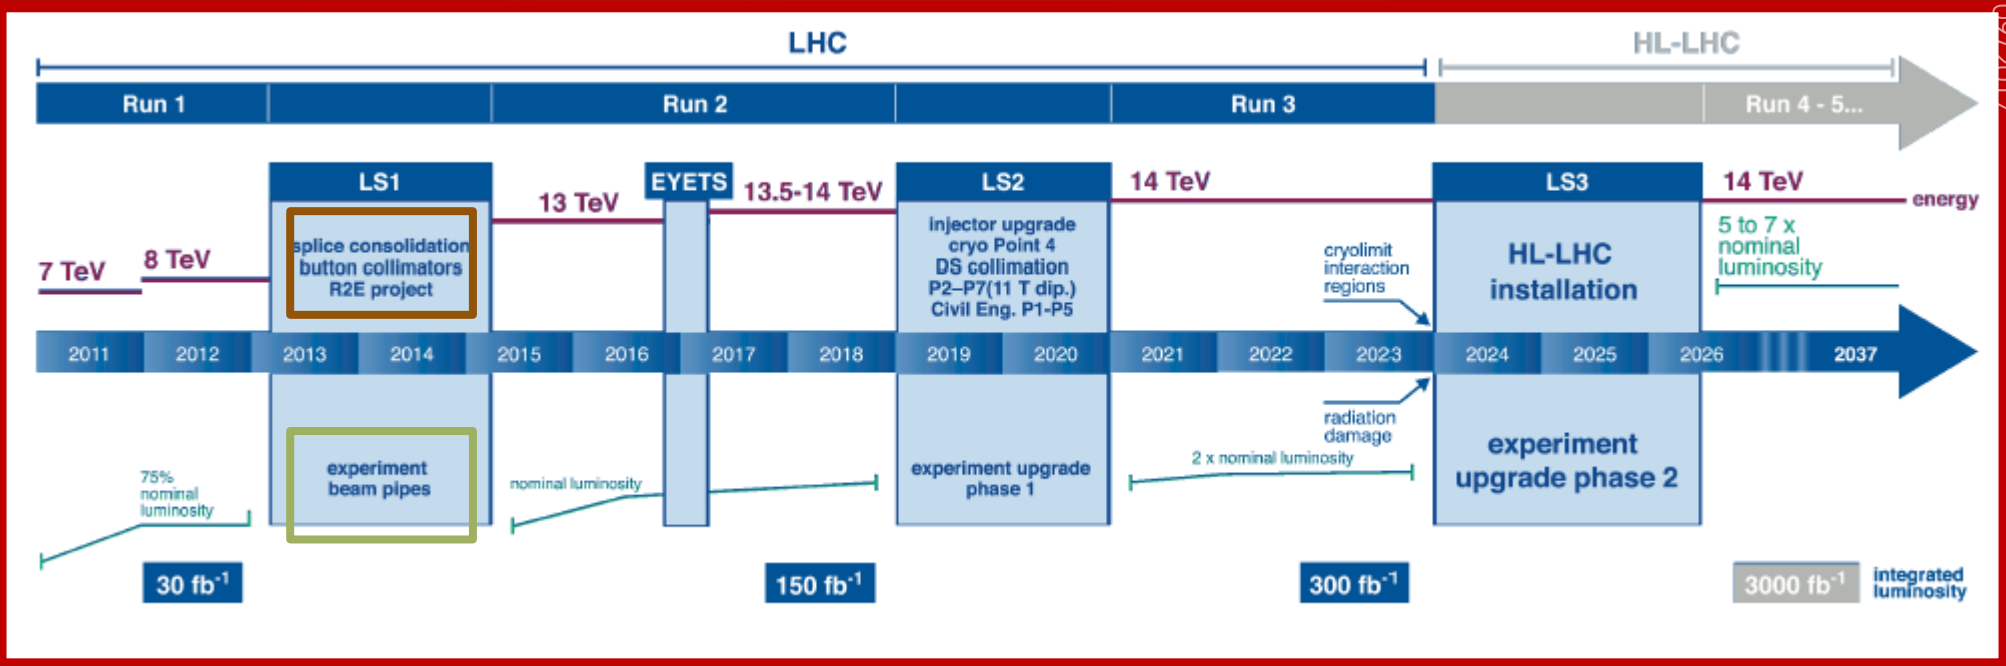 LHC
HL-LHC
Run 1
Run 2
Run 3
Run 4 - 5...
LS1
EYETS
LS2
LS3
7 TeV
8 TeV
13 TeV
13.5-14 TeV
14 TeV
14 TeV
energy
splice consolidation
button collimators
R2E project
injector upgrade
cryo Point 4
DS collimation
P2–P7(11 T dip.)
Civil Eng. P1-P5
cryolimit
interaction
regions
HL-LHC
installation
5 to 7 x
nominal
luminosity
2011
2012
2013
2014
2015
2016
2017
2018
2019
2020
2021
2022
2023
2024
2025
2026
2037
75%
nominal
luminosity
experiment
beam pipes
nominal luminosity
experiment upgrade
phase 1
2 x nominal luminosity
radiation
damage
experiment
upgrade phase 2
30 fb⁻¹
150 fb⁻¹
300 fb⁻¹
3000 fb⁻¹
integrated
luminosity